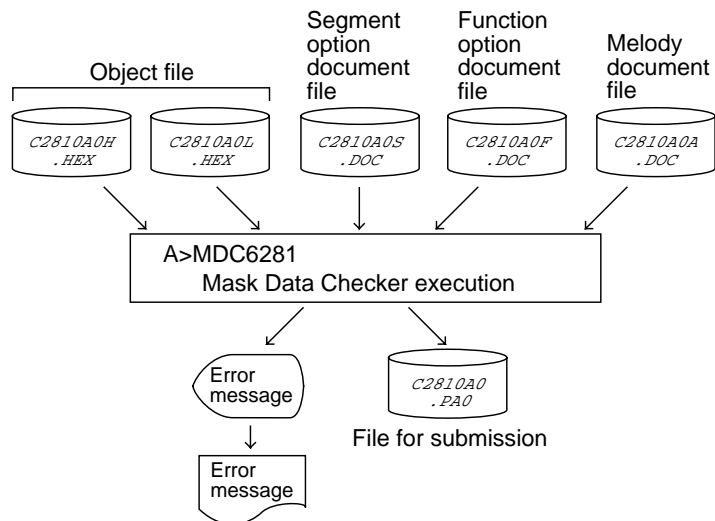 Object file
Segment
option
document
file
Function
option
document
file
Melody
document
file
C2810A0H
.HEX
C2810A0L
.HEX
C2810A0S
.DOC
C2810A0F
.DOC
C2810A0A
.DOC
A>MDC6281
Mask Data Checker execution
Error
message
C2810A0
.PA0
File for submission
Error
message